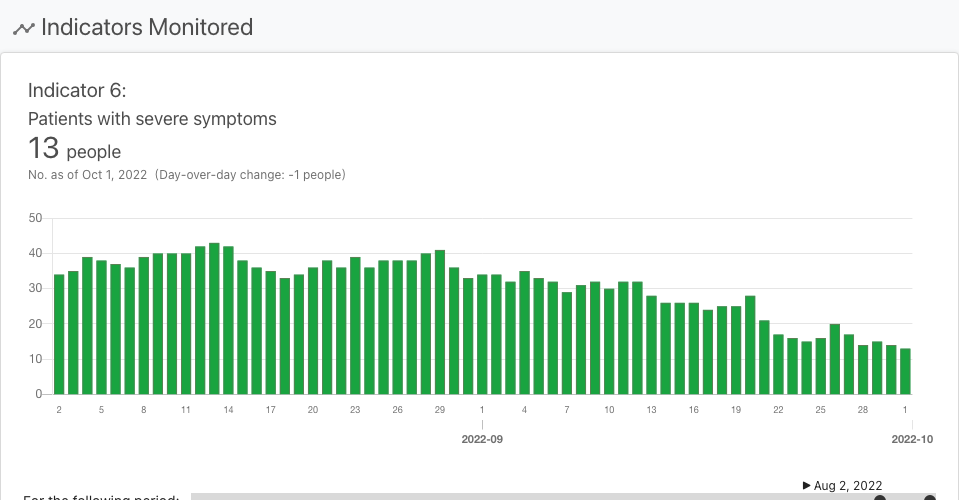 Indicators Monitored
Indicator 6:
Patients with severe symptoms
13 people
No. as of Oct 1, 2022 (Day-over-day change: -1 people)
50
40
30
20
10
0
2 5 8 11 14 17 20 23 26 29 1 4 7 10 13 16 19 22 25 28 1
2022-09 2022-10
Aug 2, 2022
For the following period: